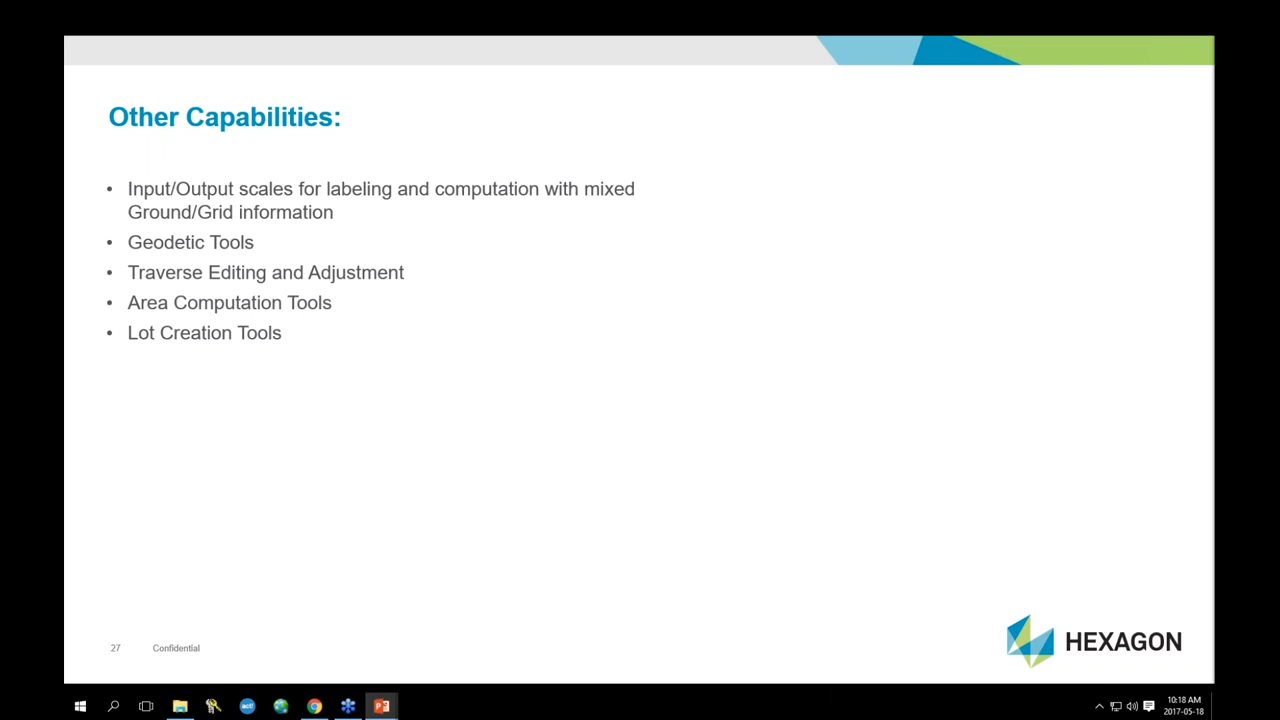 Other Capabilities:
• Input/Output scales for labeling and computation with mixed
Ground/Grid information
• Geodetic Tools
• Traverse Editing and Adjustment
• Area Computation Tools
• Lot Creation Tools
27 Confidential
HEXAGON
act!
10:18 AM
2017-05-18